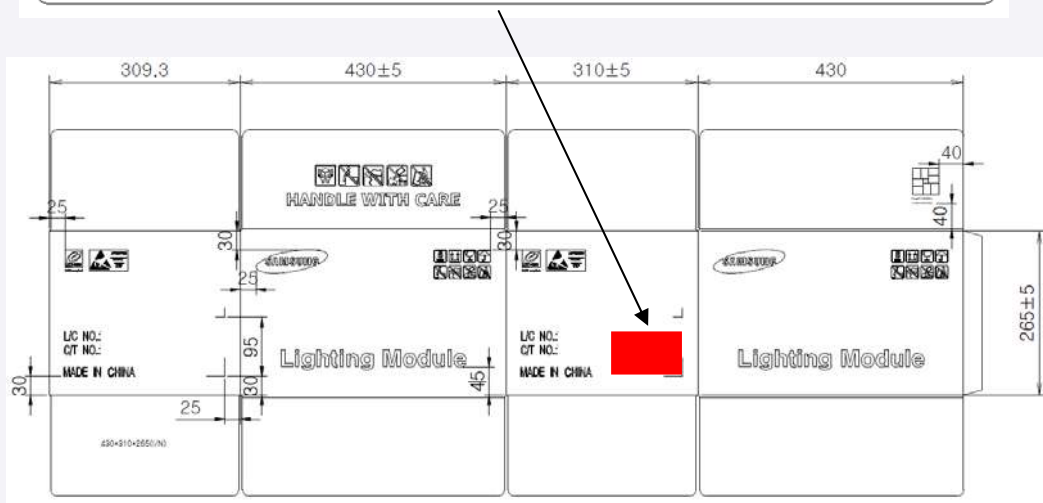 309.3 430±5 310±5 430
40
HANDLE WITH CARE
25 25 40
30 30
SAMSUNG SAMSUNG
25
265±5
L/C NO.: L/C NO.:
C/T NO.: 95 C/T NO.:
Lighting Module Lighting Module
MADE IN CHINA 45 MADE IN CHINA
30 30
25